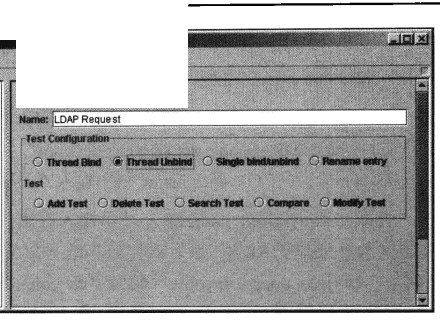 Name: LDAP Request
Test Configuration
Thread Bind Thread Unbind Single bind/unbind Rename entry
Test
Add Test Delete Test Search Test Compare Modify Test